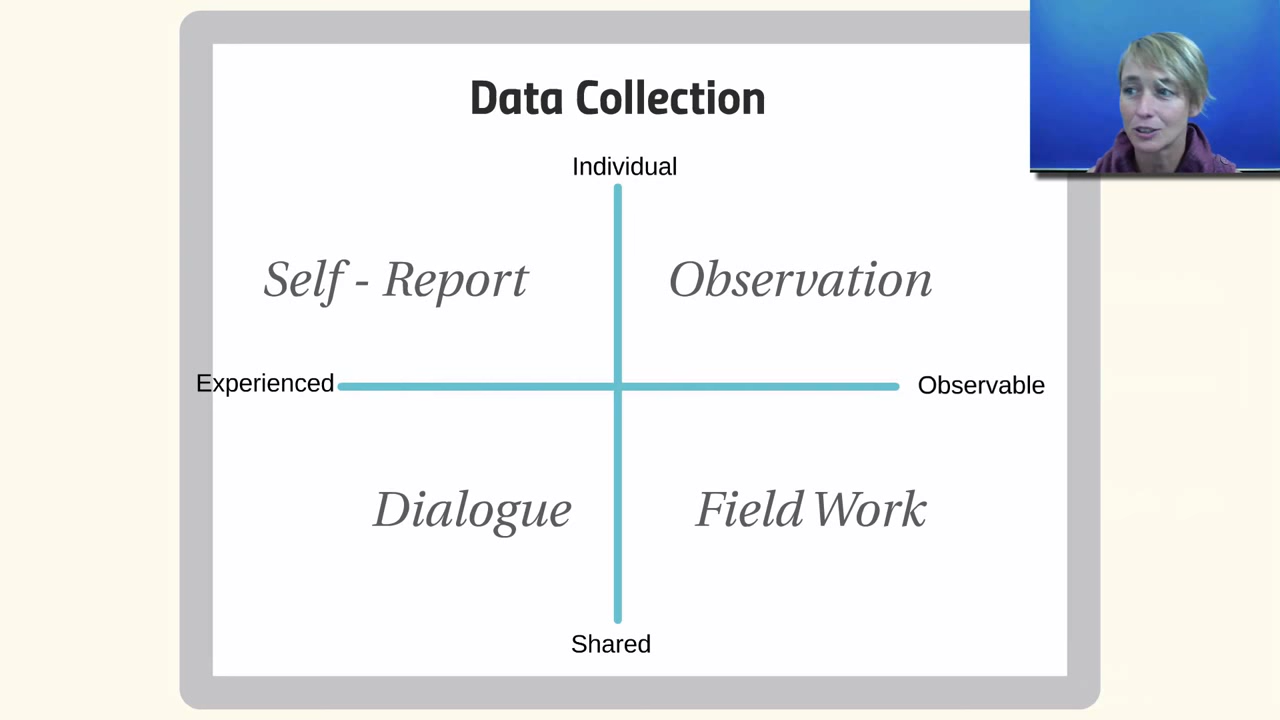 Data Collection
Individual
Self - Report
Observation
Experienced
Observable
Dialogue
Field Work
Shared